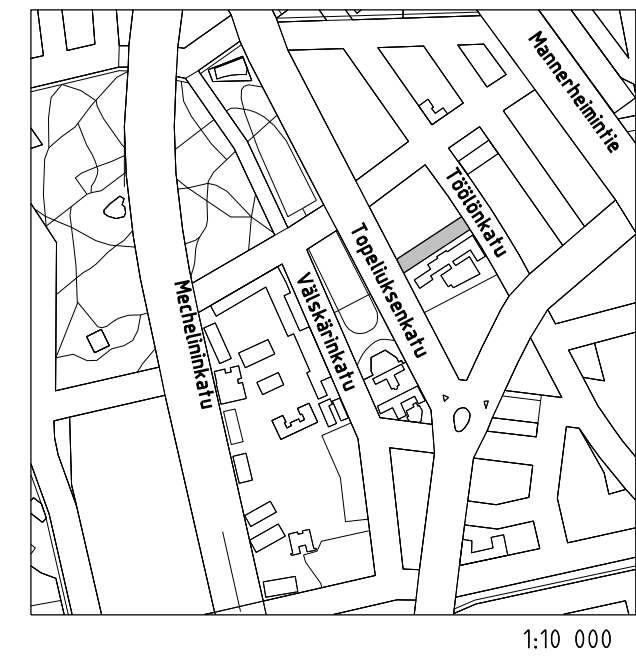 Mannerheimintie
Töölönkatu
Topeliuksenkatu
Välskärinkatu
Mechelininkatu
1:10 000